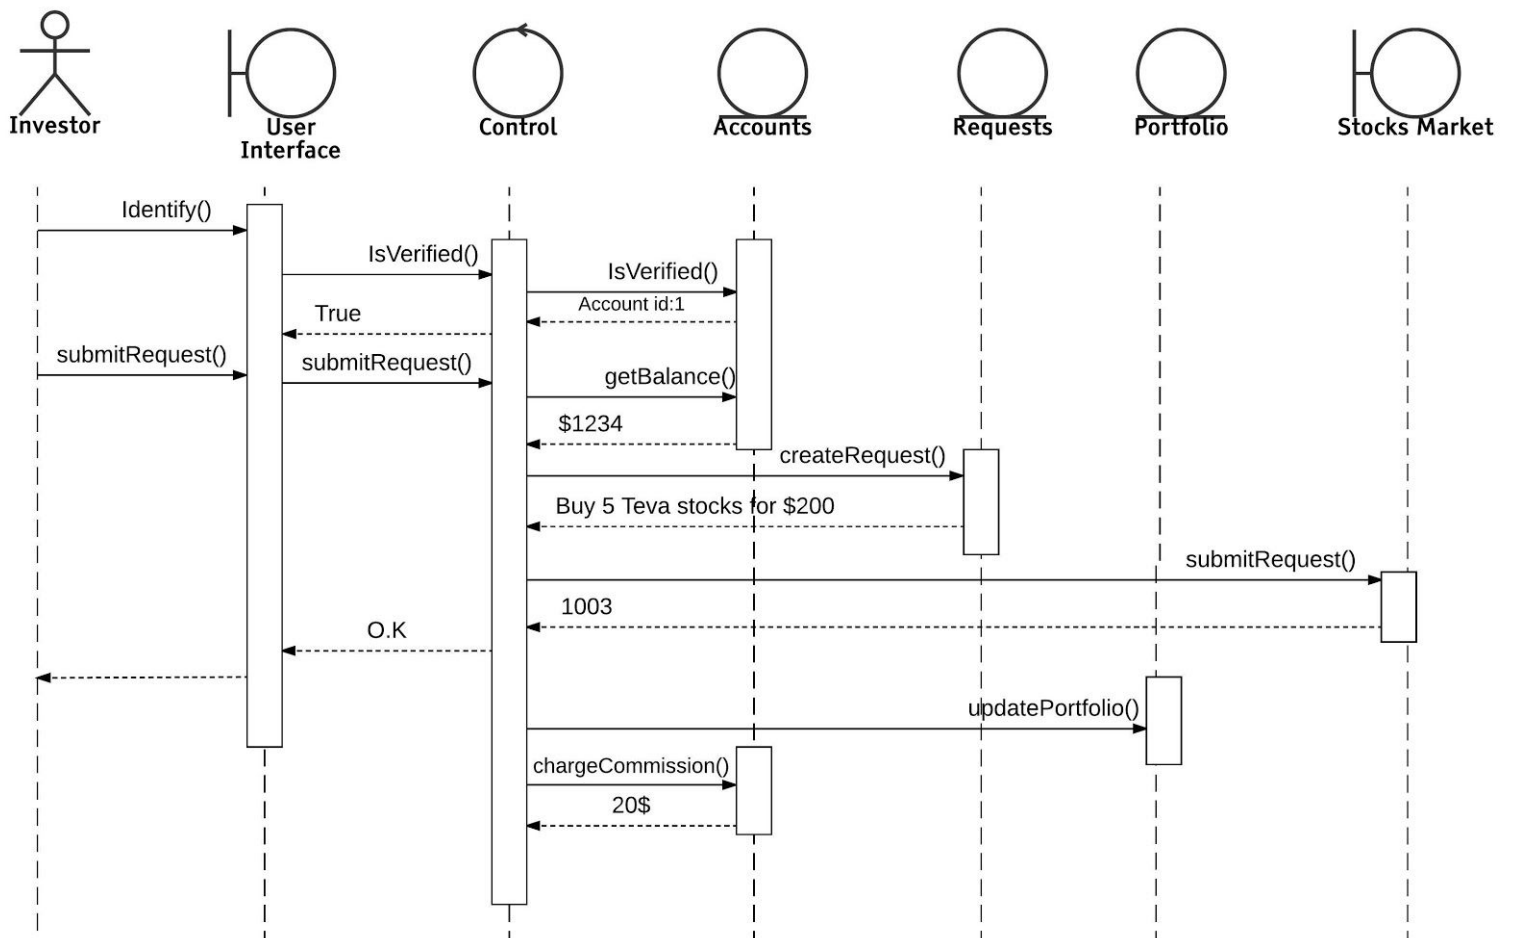 Investor
User
Interface
Control
Accounts
Requests
Portfolio
Stocks Market
Identify()
IsVerified()
IsVerified()
Account id:1
True
submitRequest()
submitRequest()
getBalance()
$1234
createRequest()
Buy 5 Teva stocks for $200
submitRequest()
1003
O.K
updatePortfolio()
chargeCommission()
20$